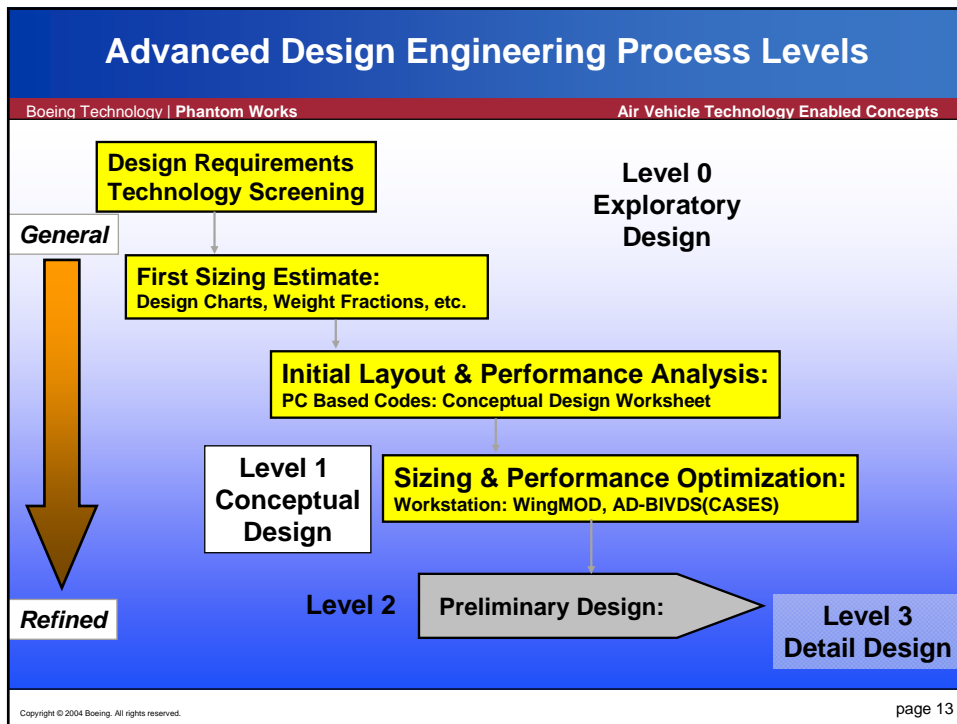 Advanced Design Engineering Process Levels
Boeing Technology | Phantom Works
Air Vehicle Technology Enabled Concepts
Design Requirements
Technology Screening
Level 0
Exploratory
Design
General
First Sizing Estimate:
Design Charts, Weight Fractions, etc.
Initial Layout & Performance Analysis:
PC Based Codes: Conceptual Design Worksheet
Level 1
Conceptual
Design
Sizing & Performance Optimization:
Workstation: WingMOD, AD-BIVDS(CASES)
Level 2
Preliminary Design:
Refined
Level 3
Detail Design
Copyright © 2004 Boeing. All rights reserved.
page 13